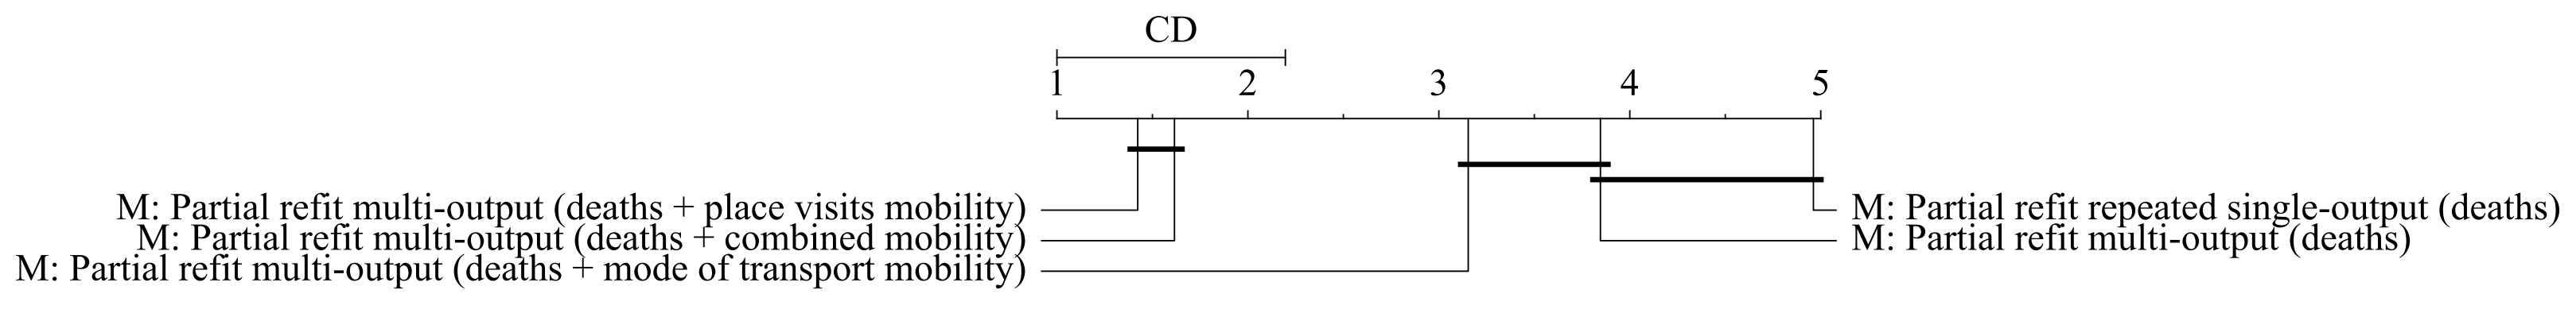 CD
1 2 3 4 5
M: Partial refit multi-output (deaths + place visits mobility)
M: Partial refit repeated single-output (deaths)
M: Partial refit multi-output (deaths + combined mobility)
M: Partial refit multi-output (deaths)
M: Partial refit multi-output (deaths + mode of transport mobility)